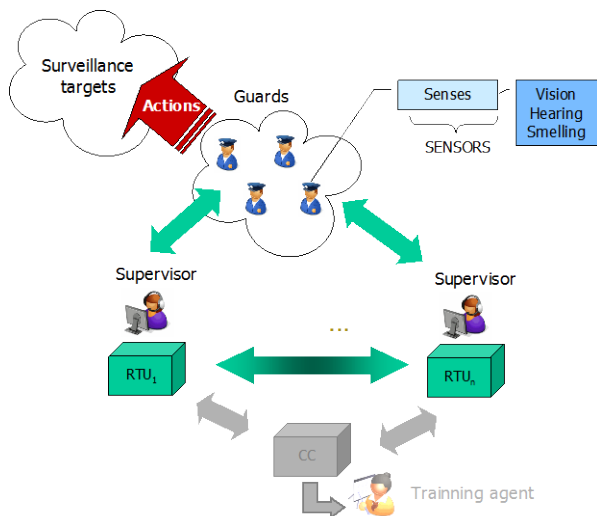 Surveillance
targets
Actions
Guards
Senses
SENSORS
Vision
Hearing
Smelling
Supervisor
Supervisor
...
RTU1
RTUn
CC
Trainning agent